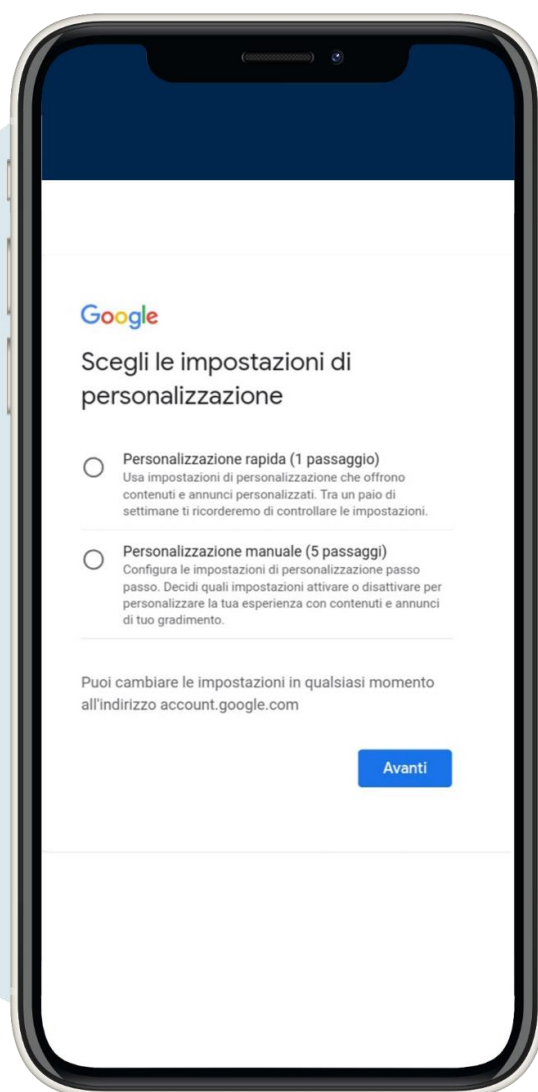 Google
Scegli le impostazioni di
personalizzazione
Personalizzazione rapida (1 passaggio)
Usa impostazioni di personalizzazione che offrono
contenuti e annunci personalizzati. Tra un paio di
settimane ti ricorderemo di controllare le impostazioni.
Personalizzazione manuale (5 passaggi)
Configura le impostazioni di personalizzazione passo
passo. Decidi quali impostazioni attivare o disattivare per
personalizzare la tua esperienza con contenuti e annunci
di tuo gradimento.
Puoi cambiare le impostazioni in qualsiasi momento
all'indirizzo account.google.com
Avanti